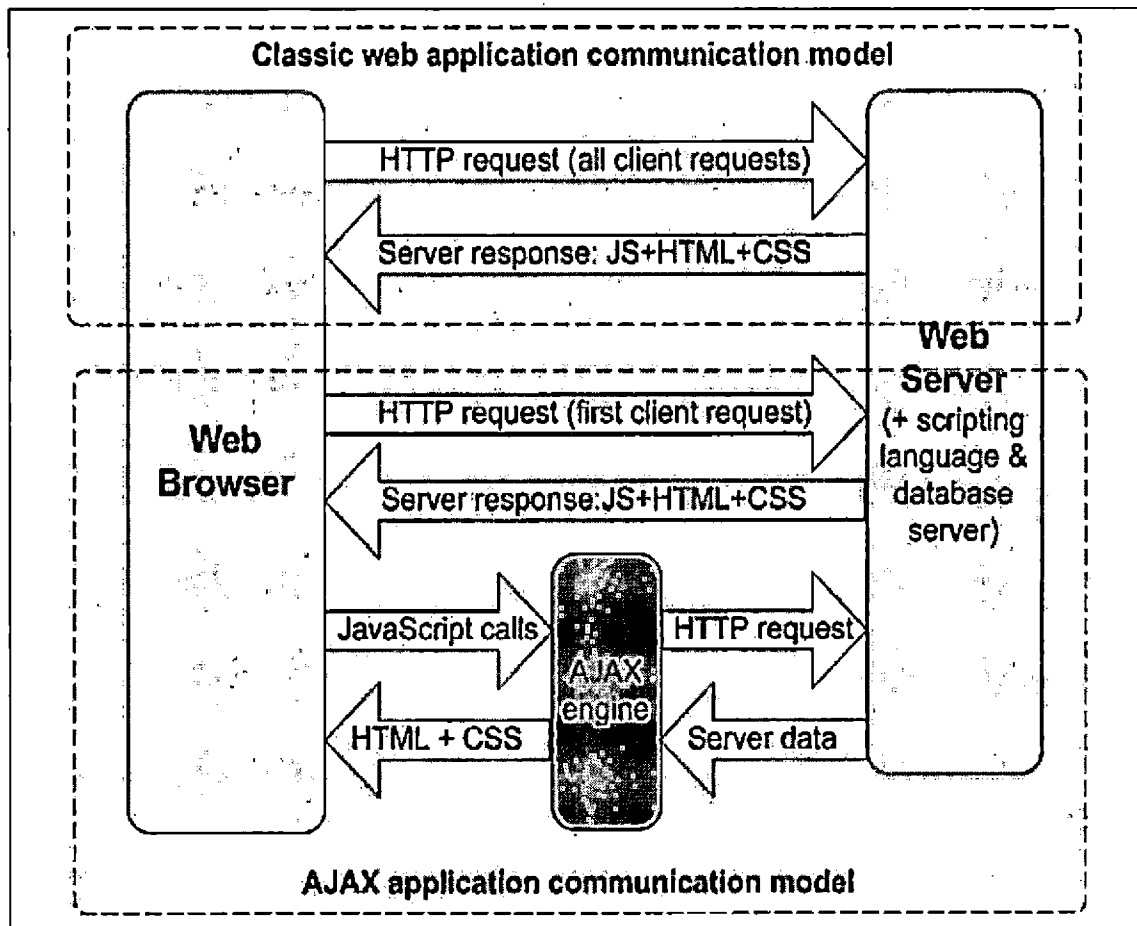 Classic web application communication model
HTTP request (all client requests)
Server response: JS+HTML+CSS
Web
Server
(+ scripting
language &
database
server)
HTTP request (first client request)
Web
Browser
Server response:JS+HTML+CSS
JavaScript calls
HTTP request
AJAX
engine
HTML + CSS
Server data
AJAX application communication model